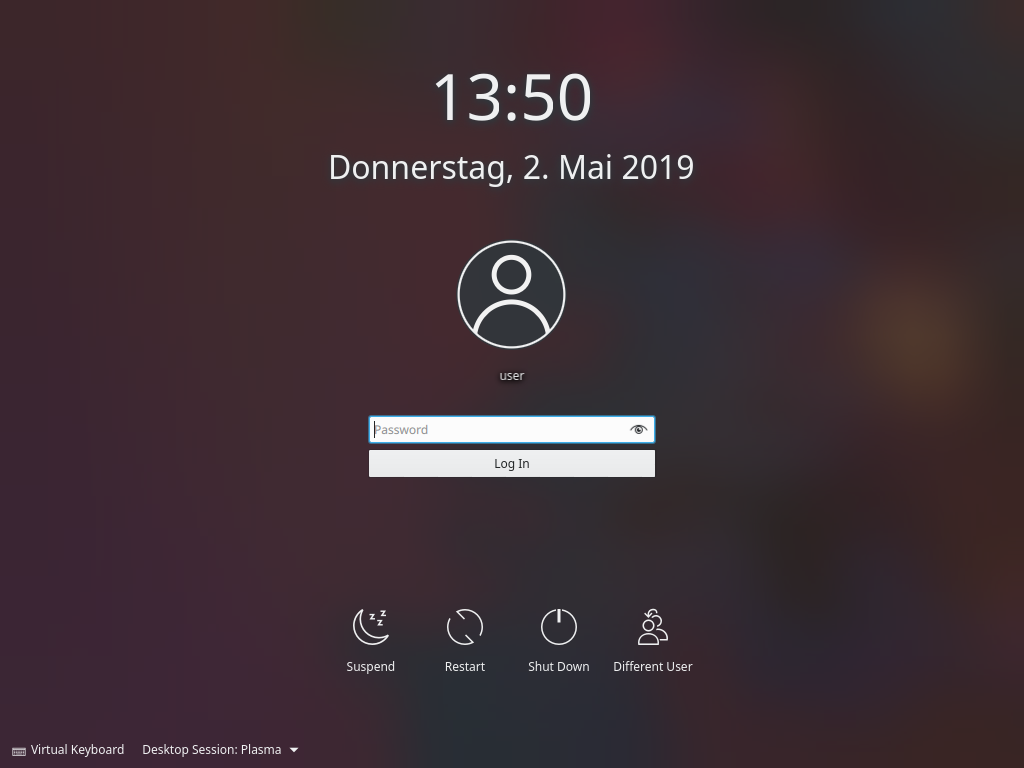 13:50
Donnerstag, 2. Mai 2019
user
Password
Log In
Suspend Restart Shut Down Different User
Virtual Keyboard Desktop Session: Plasma